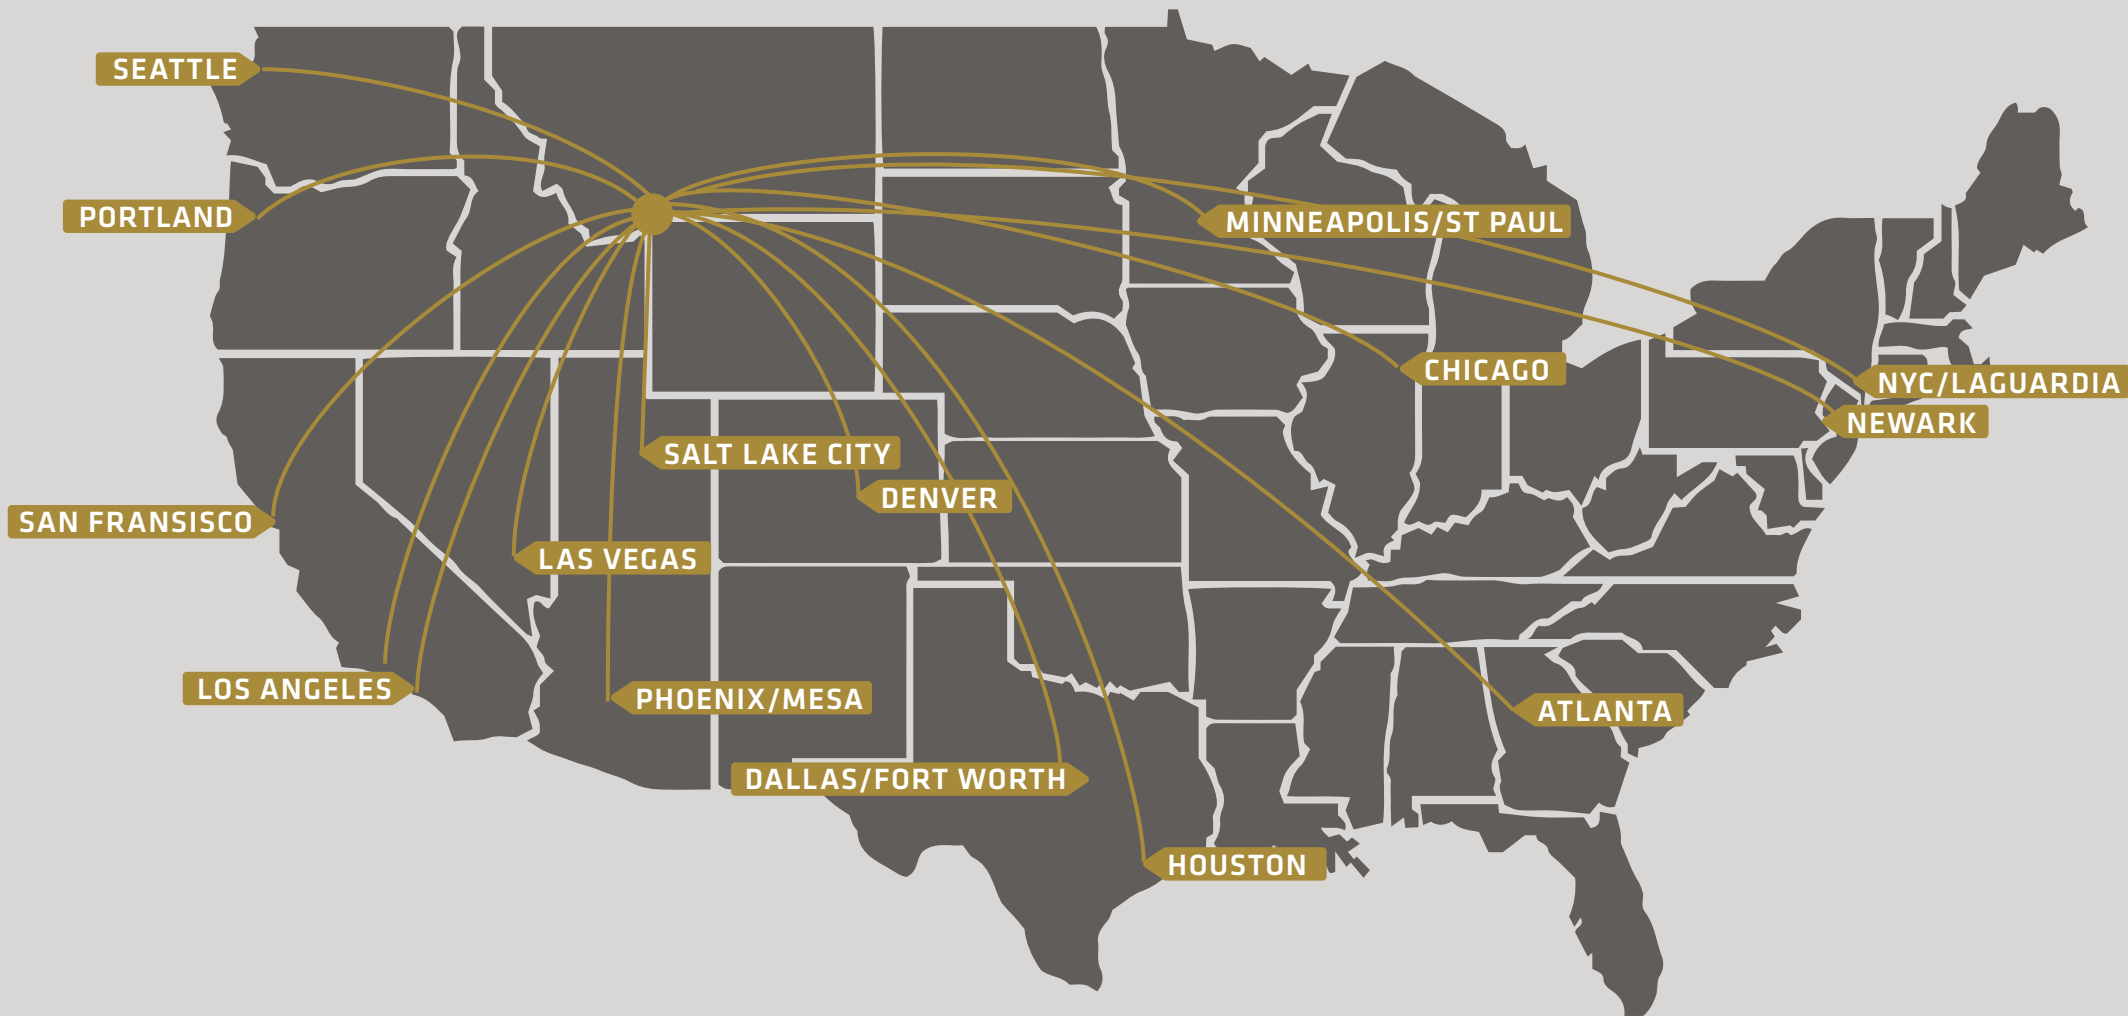 SEATTLE
PORTLAND
MINNEAPOLIS/ST PAUL
CHICAGO
NYC/LAGUARDIA
NEWARK
SALT LAKE CITY
DENVER
SAN FRANSISCO
LAS VEGAS
LOS ANGELES
PHOENIX/MESA
ATLANTA
DALLAS/FORT WORTH
HOUSTON